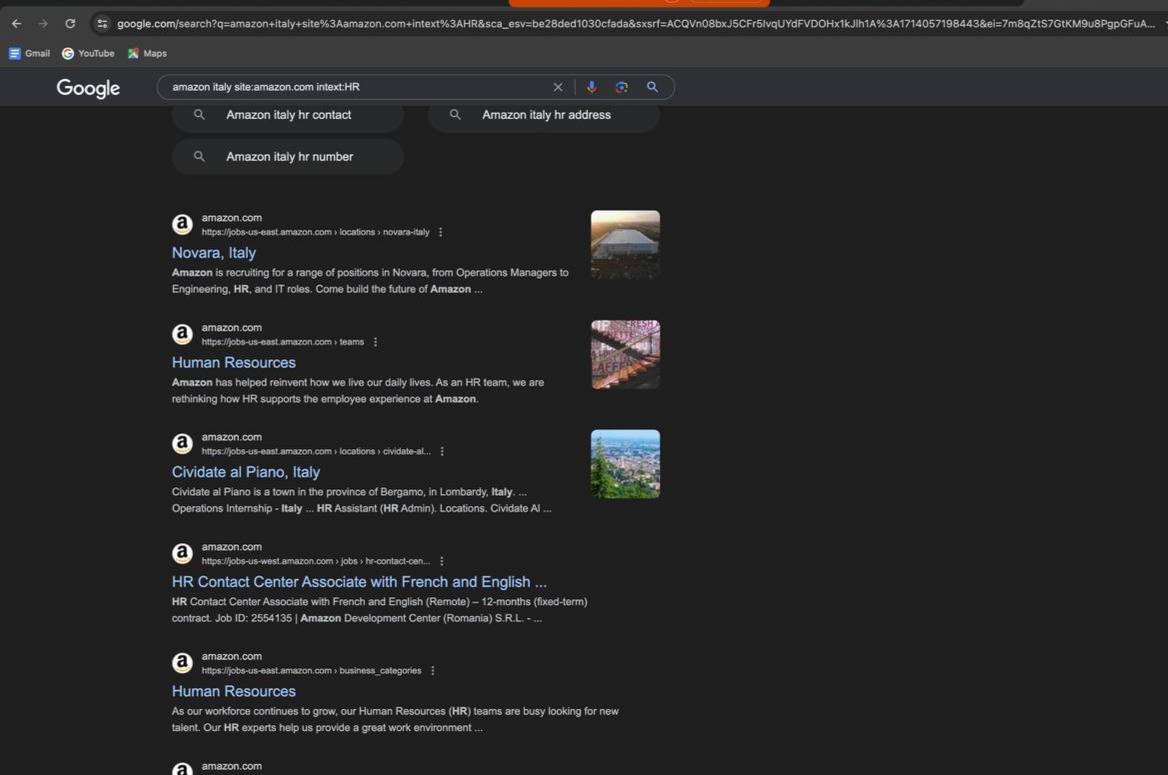 google.com/search?q=amazon+italy+site%3Aamazon.com+intext%3AHR&sca_esv=be28ded1030cfada&sxsrf=ACQVn08bxJ5CFr5IvqUYdFVDOHx1kJlh1A%3A1714057198443&ei=7m8qZtS7GtKM9u8PgpGFuA...
Gmail YouTube Maps
Google amazon italy site:amazon.com intext:HR
Amazon italy hr contact Amazon italy hr address
Amazon italy hr number
amazon.com
https://jobs-us-east.amazon.com › locations › novara-italy
Novara, Italy
Amazon is recruiting for a range of positions in Novara, from Operations Managers to
Engineering, HR, and IT roles. Come build the future of Amazon ...
amazon.com
https://jobs-us-east.amazon.com › teams
Human Resources
Amazon has helped reinvent how we live our daily lives. As an HR team, we are
rethinking how HR supports the employee experience at Amazon.
amazon.com
https://jobs-us-east.amazon.com › locations › cividate-al...
Cividate al Piano, Italy
Cividate al Piano is a town in the province of Bergamo, in Lombardy, Italy. ...
Operations Internship - Italy ... HR Assistant (HR Admin). Locations. Cividate Al ...
amazon.com
https://jobs-us-west.amazon.com › jobs › hr-contact-cen...
HR Contact Center Associate with French and English ...
HR Contact Center Associate with French and English (Remote) – 12-months (fixed-term)
contract. Job ID: 2554135 | Amazon Development Center (Romania) S.R.L. - ...
amazon.com
https://jobs-us-east.amazon.com › business_categories
Human Resources
As our workforce continues to grow, our Human Resources (HR) teams are busy looking for new
talent. Our HR experts help us provide a great work environment ...
amazon.com